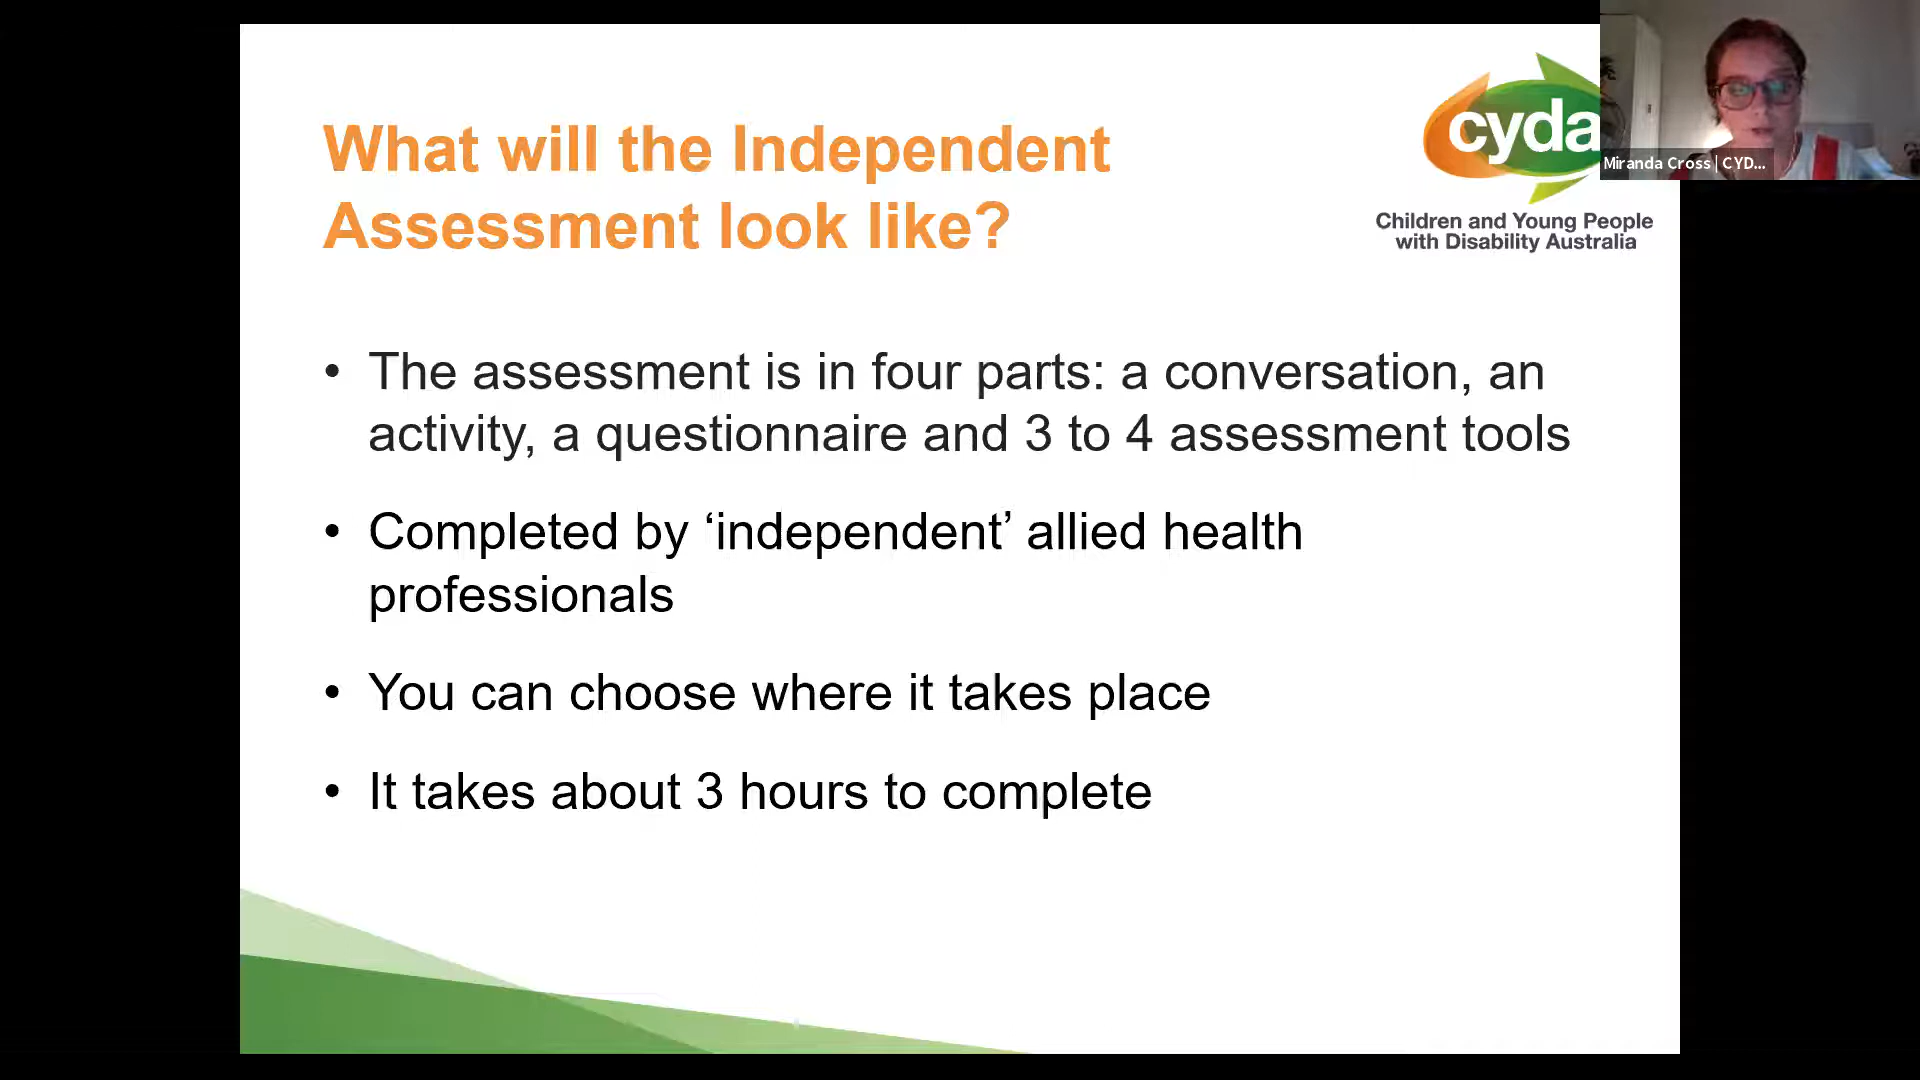 What will the Independent
Assessment look like?
cyda
Miranda Cross | CYD...
Children and Young People
with Disability Australia
• The assessment is in four parts: a conversation, an
activity, a questionnaire and 3 to 4 assessment tools
• Completed by ‘independent’ allied health
professionals
• You can choose where it takes place
• It takes about 3 hours to complete